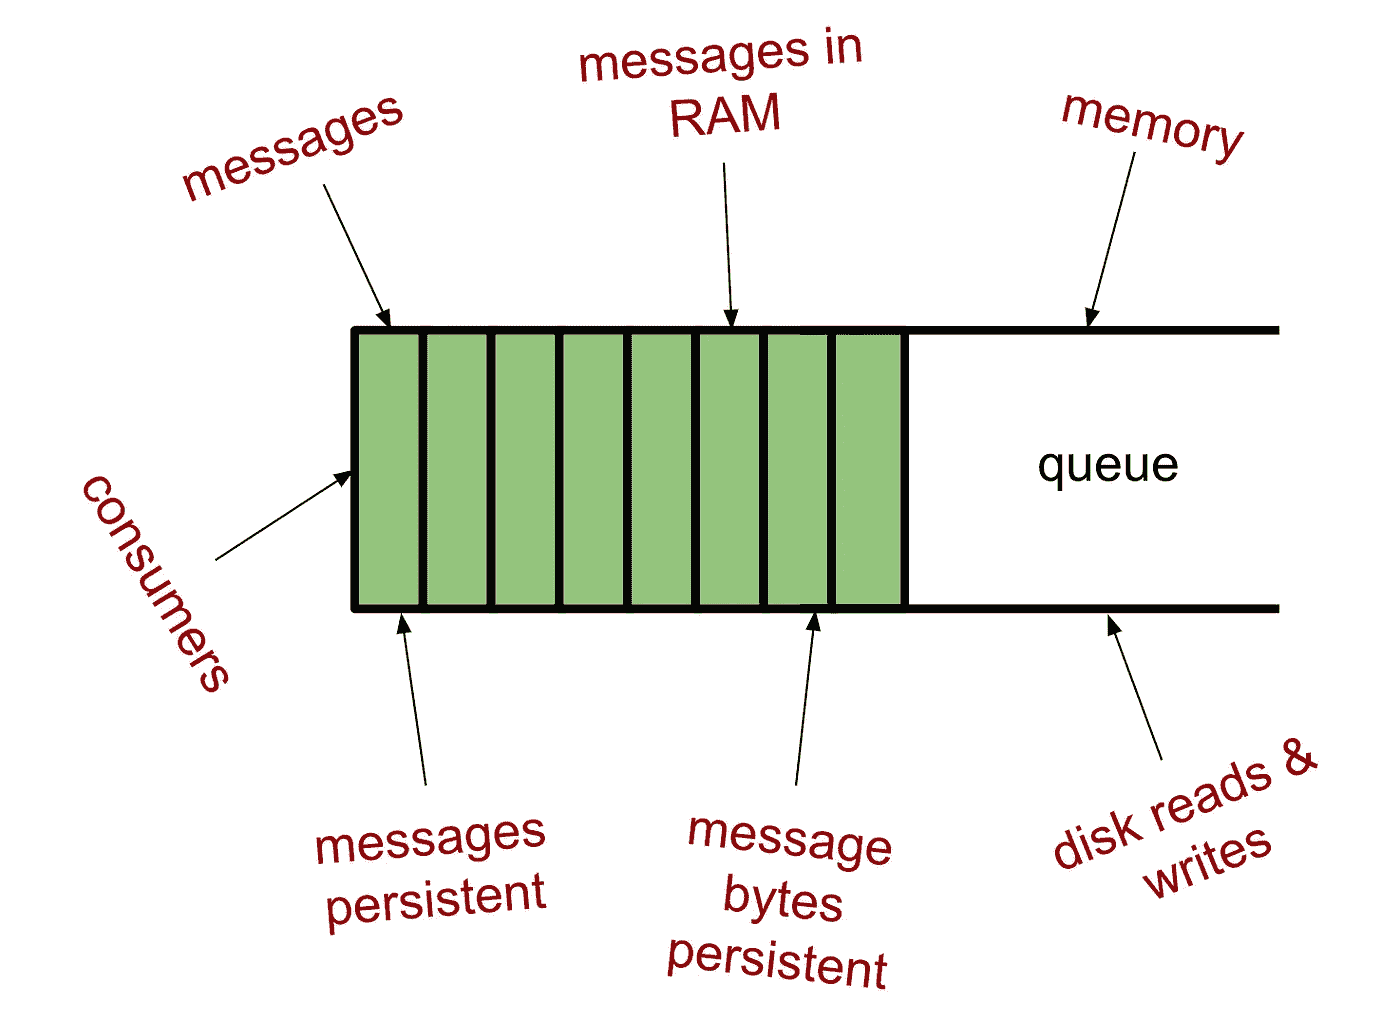 messages in
RAM
messages
memory
queue
consumers
messages
persistent
message
bytes
persistent
disk reads &
writes